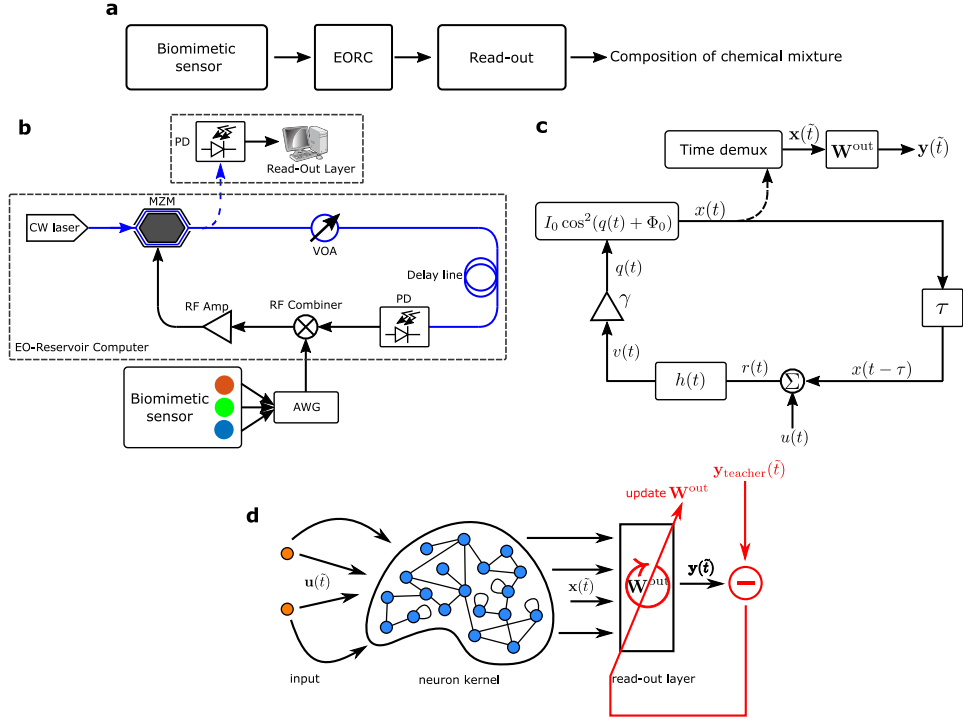 a
Biomimetic
sensor
EORC
Read-out
Composition of chemical mixture
b
PD
Read-Out Layer
MZM
CW laser
VOA
Delay line
RF Amp
RF Combiner
PD
EO-Reservoir Computer
Biomimetic
sensor
AWG
c
Time demux
x(t̃)
W^out
y(t̃)
I₀ cos²(q(t) + Φ₀)
x(t)
q(t)
γ
τ
v(t)
h(t)
r(t)
Σ
x(t − τ)
u(t)
d
y_teacher(t̃)
update W^out
u(t̃)
x(t̃)
W^out
y(t̃)
input
neuron kernel
read-out layer